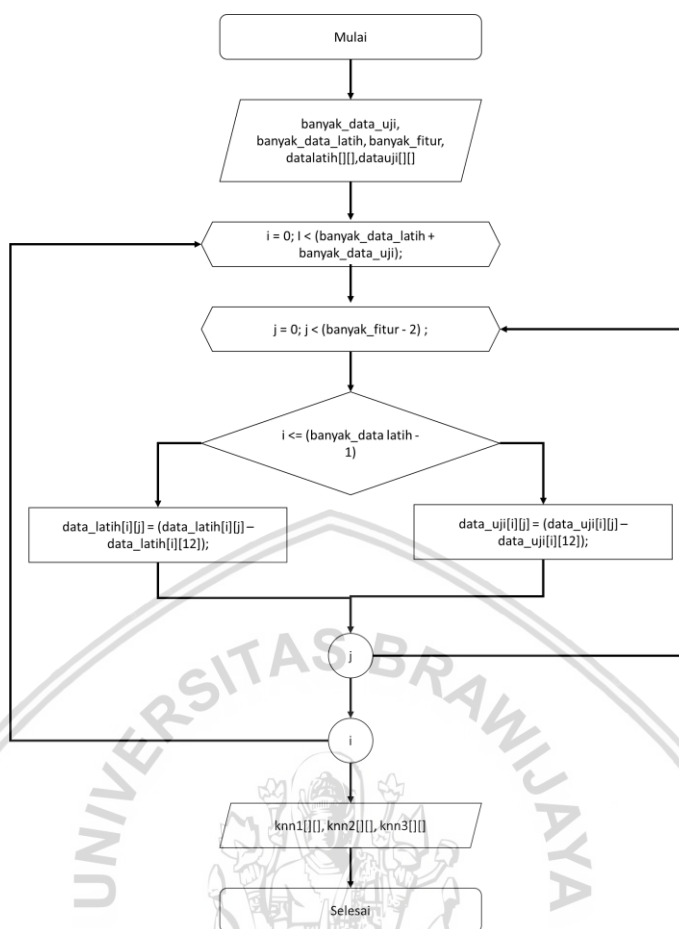 Mulai
banyak_data_uji,
banyak_data_latih, banyak_fitur,
datalatih[][],datauji[][]
i = 0; I < (banyak_data_latih +
banyak_data_uji);
j = 0; j < (banyak_fitur - 2) ;
i <= (banyak_data latih -
1)
data_latih[i][j] = (data_latih[i][j] –
data_latih[i][12]);
data_uji[i][j] = (data_uji[i][j] –
data_uji[i][12]);
j
i
knn1[][], knn2[][], knn3[][]
Selesai
UNIVERSITAS BRAWIJAYA